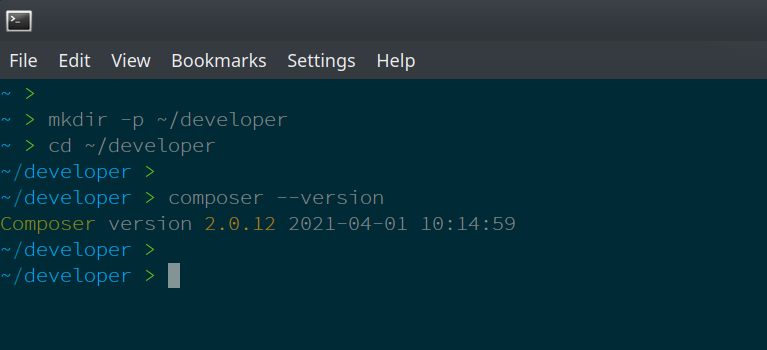 File Edit View Bookmarks Settings Help
~ >
~ > mkdir -p ~/developer
~ > cd ~/developer
~/developer >
~/developer > composer --version
Composer version 2.0.12 2021-04-01 10:14:59
~/developer >
~/developer >